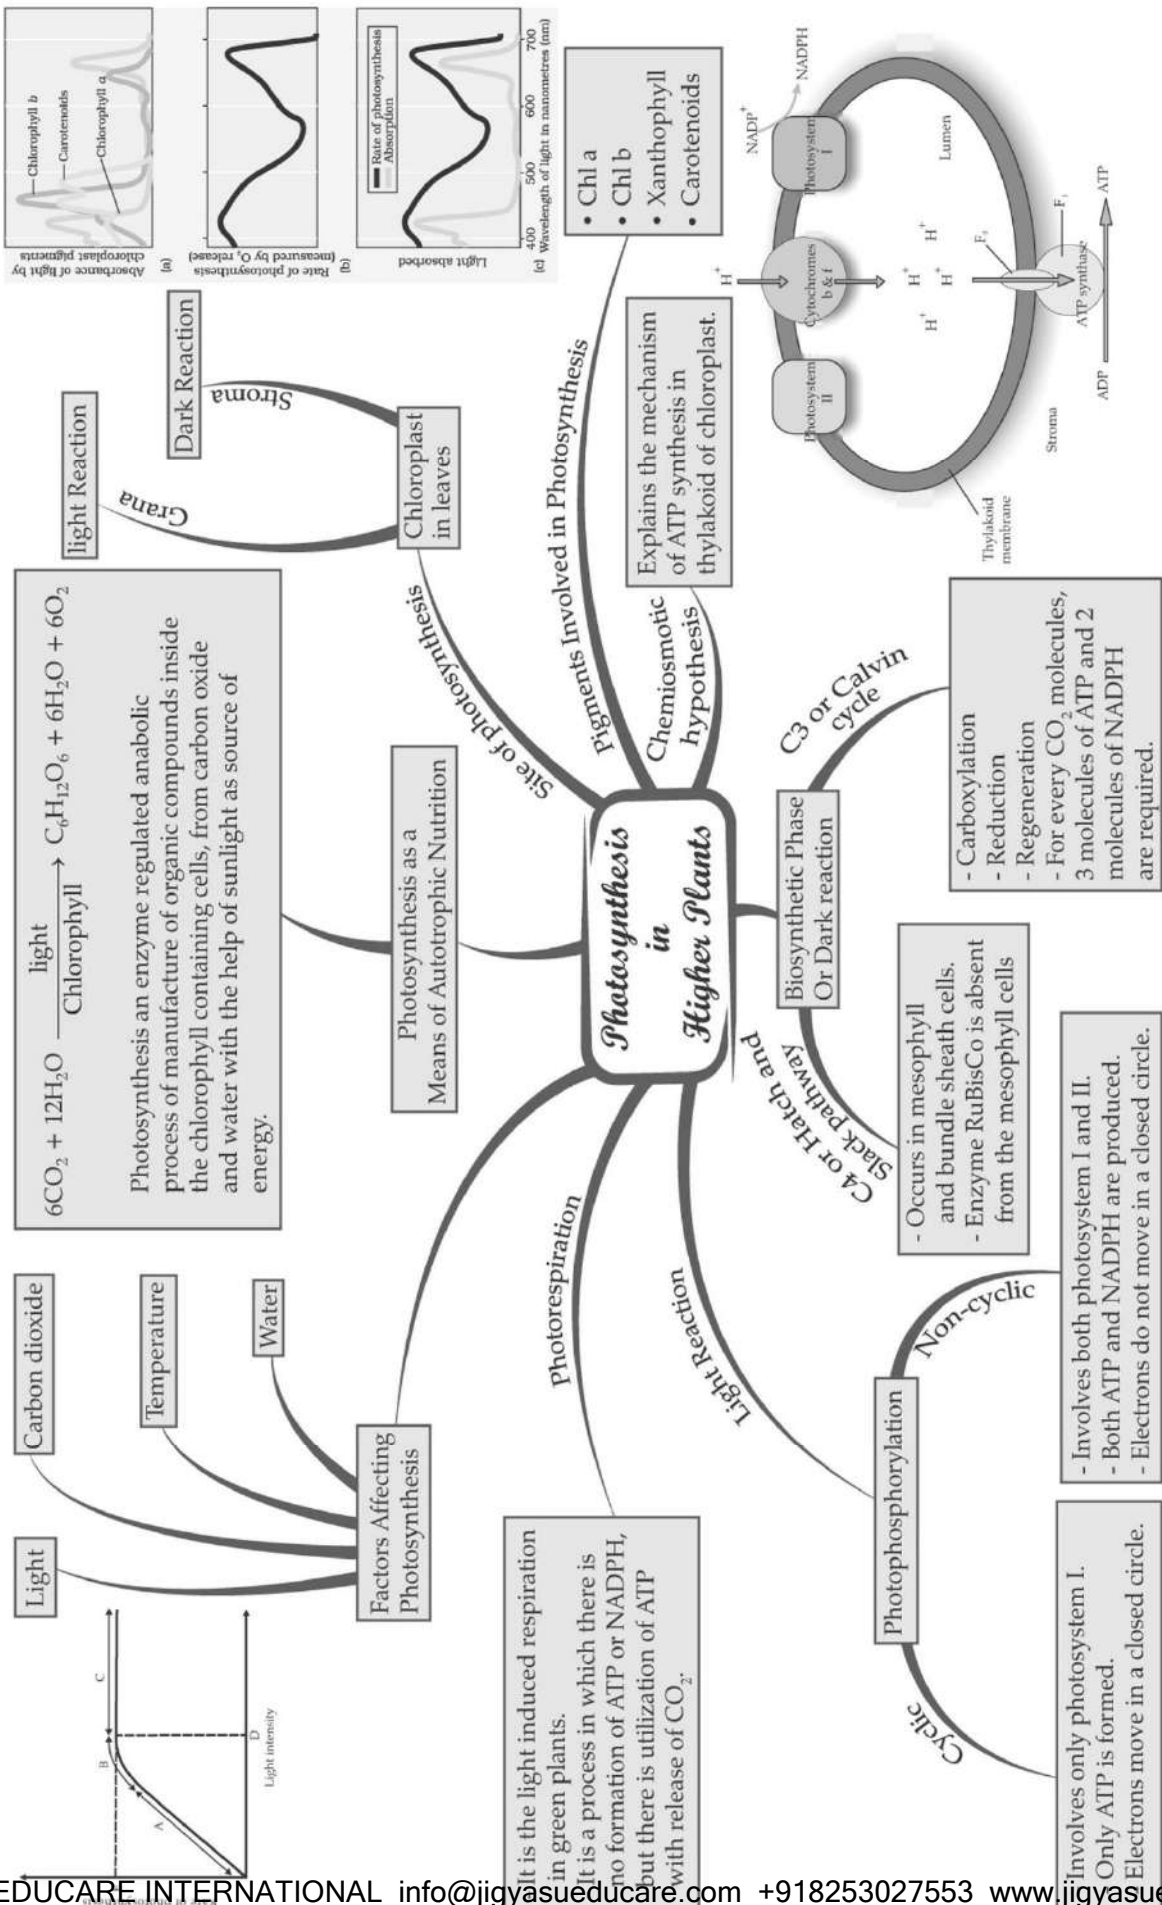 Photosynthesis
in
Higher Plants
Light
Carbon dioxide
Temperature
Water
Factors Affecting
Photosynthesis
A
B
C
D
Light intensity
6CO₂ + 12H₂O light Chlorophyll → C₆H₁₂O₆ + 6H₂O + 6O₂
Photosynthesis an enzyme regulated anabolic
process of manufacture of organic compounds inside
the chlorophyll containing cells, from carbon oxide
and water with the help of sunlight as source of
energy.
Photosynthesis as a
Means of Autotrophic Nutrition
Site of photosynthesis
Chloroplast
in leaves
Grana
light Reaction
Stroma
Dark Reaction
Absorbance of light by
chloroplast pigments
Chlorophyll b
Carotenoids
Chlorophyll a
(a)
Rate of photosynthesis
(measured by O₂ release)
(b)
Rate of photosynthesis
Absorption
Light absorbed
400 500 600 700
(c) Wavelength of light in nanometres (nm)
Pigments Involved in Photosynthesis
• Chl a
• Chl b
• Xanthophyll
• Carotenoids
Chemiosmotic
hypothesis
Explains the mechanism
of ATP synthesis in
thylakoid of chloroplast.
Photosystem
II
Cytochromes
b & f
Photosystem
I
NADP⁺
NADPH
H⁺
H⁺
H⁺
H⁺
H⁺
H⁺
Lumen
F₀
F₁
ATP synthase
ADP
ATP
Stroma
Thylakoid
membrane
Photorespiration
It is the light induced respiration
in green plants.
It is a process in which there is
no formation of ATP or NADPH,
but there is utilization of ATP
with release of CO₂.
Light Reaction
Photophosphorylation
Cyclic
Involves only photosystem I.
Only ATP is formed.
Electrons move in a closed circle.
Non-cyclic
- Involves both photosystem I and II.
- Both ATP and NADPH are produced.
- Electrons do not move in a closed circle.
Biosynthetic Phase
Or Dark reaction
C4 or Hatch and
Slack pathway
- Occurs in mesophyll
and bundle sheath cells.
- Enzyme RuBisCo is absent
from the mesophyll cells
C3 or Calvin
cycle
- Carboxylation
- Reduction
- Regeneration
- For every CO₂ molecules,
3 molecules of ATP and 2
molecules of NADPH
are required.
EDUCARE INTERNATIONAL info@jigyasueducare.com +918253027553 www.jigyasue